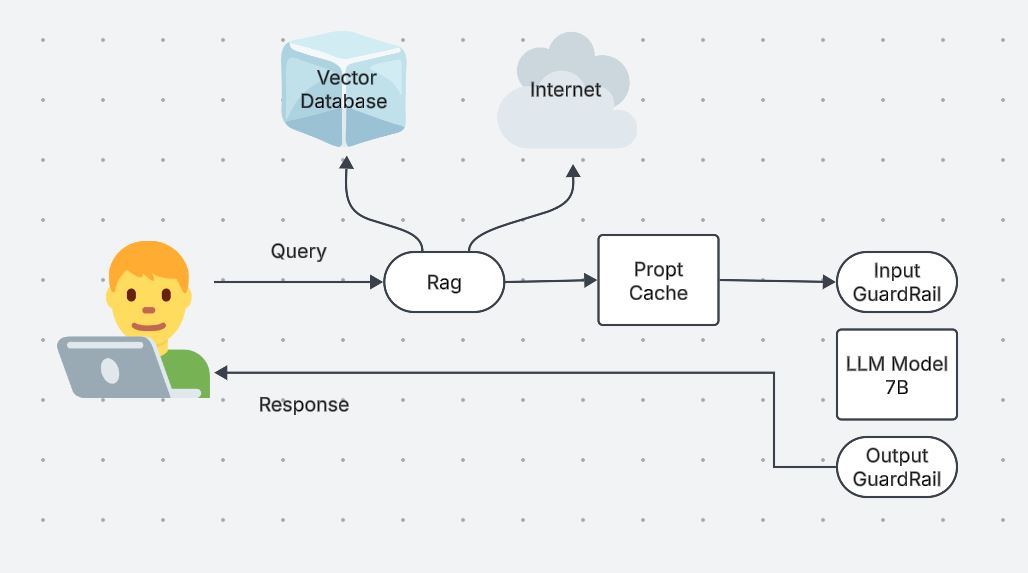 Vector
Database
Internet
Query
Rag
Propt
Cache
Input
GuardRail
LLM Model
7B
Response
Output
GuardRail